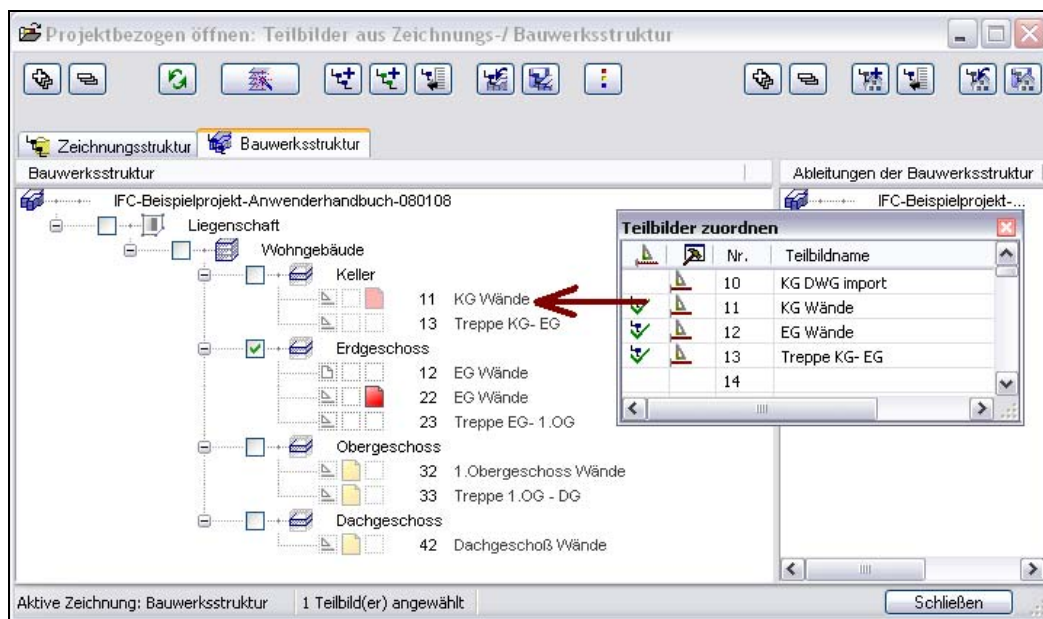 Projektbezogen öffnen: Teilbilder aus Zeichnungs-/ Bauwerksstruktur
Zeichnungsstruktur
Bauwerksstruktur
Bauwerksstruktur
Ableitungen der Bauwerksstruktur
IFC-Beispielprojekt-Anwenderhandbuch-080108
IFC-Beispielprojekt-...
Liegenschaft
Wohngebäude
Keller
11 KG Wände
13 Treppe KG- EG
Erdgeschoss
12 EG Wände
22 EG Wände
23 Treppe EG- 1.OG
Obergeschoss
32 1.Obergeschoss Wände
33 Treppe 1.OG - DG
Dachgeschoss
42 Dachgeschoß Wände
Teilbilder zuordnen
Nr. Teilbildname
10 KG DWG import
11 KG Wände
12 EG Wände
13 Treppe KG- EG
14
Aktive Zeichnung: Bauwerksstruktur
1 Teilbild(er) angewählt
Schließen